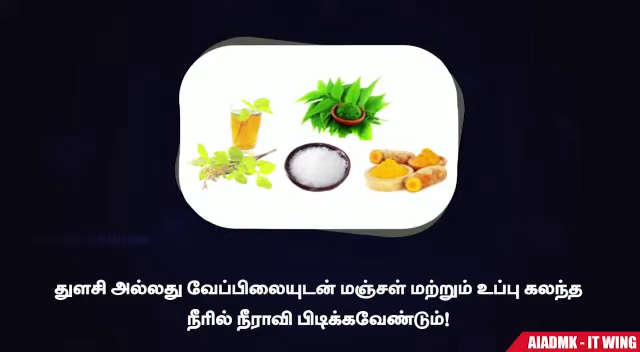 துளசி அல்லது வேப்பிலையுடன் மஞ்சள் மற்றும் உப்பு கலந்த
நீரில் நீராவி பிடிக்கவேண்டும்!
AIADMK - IT WING